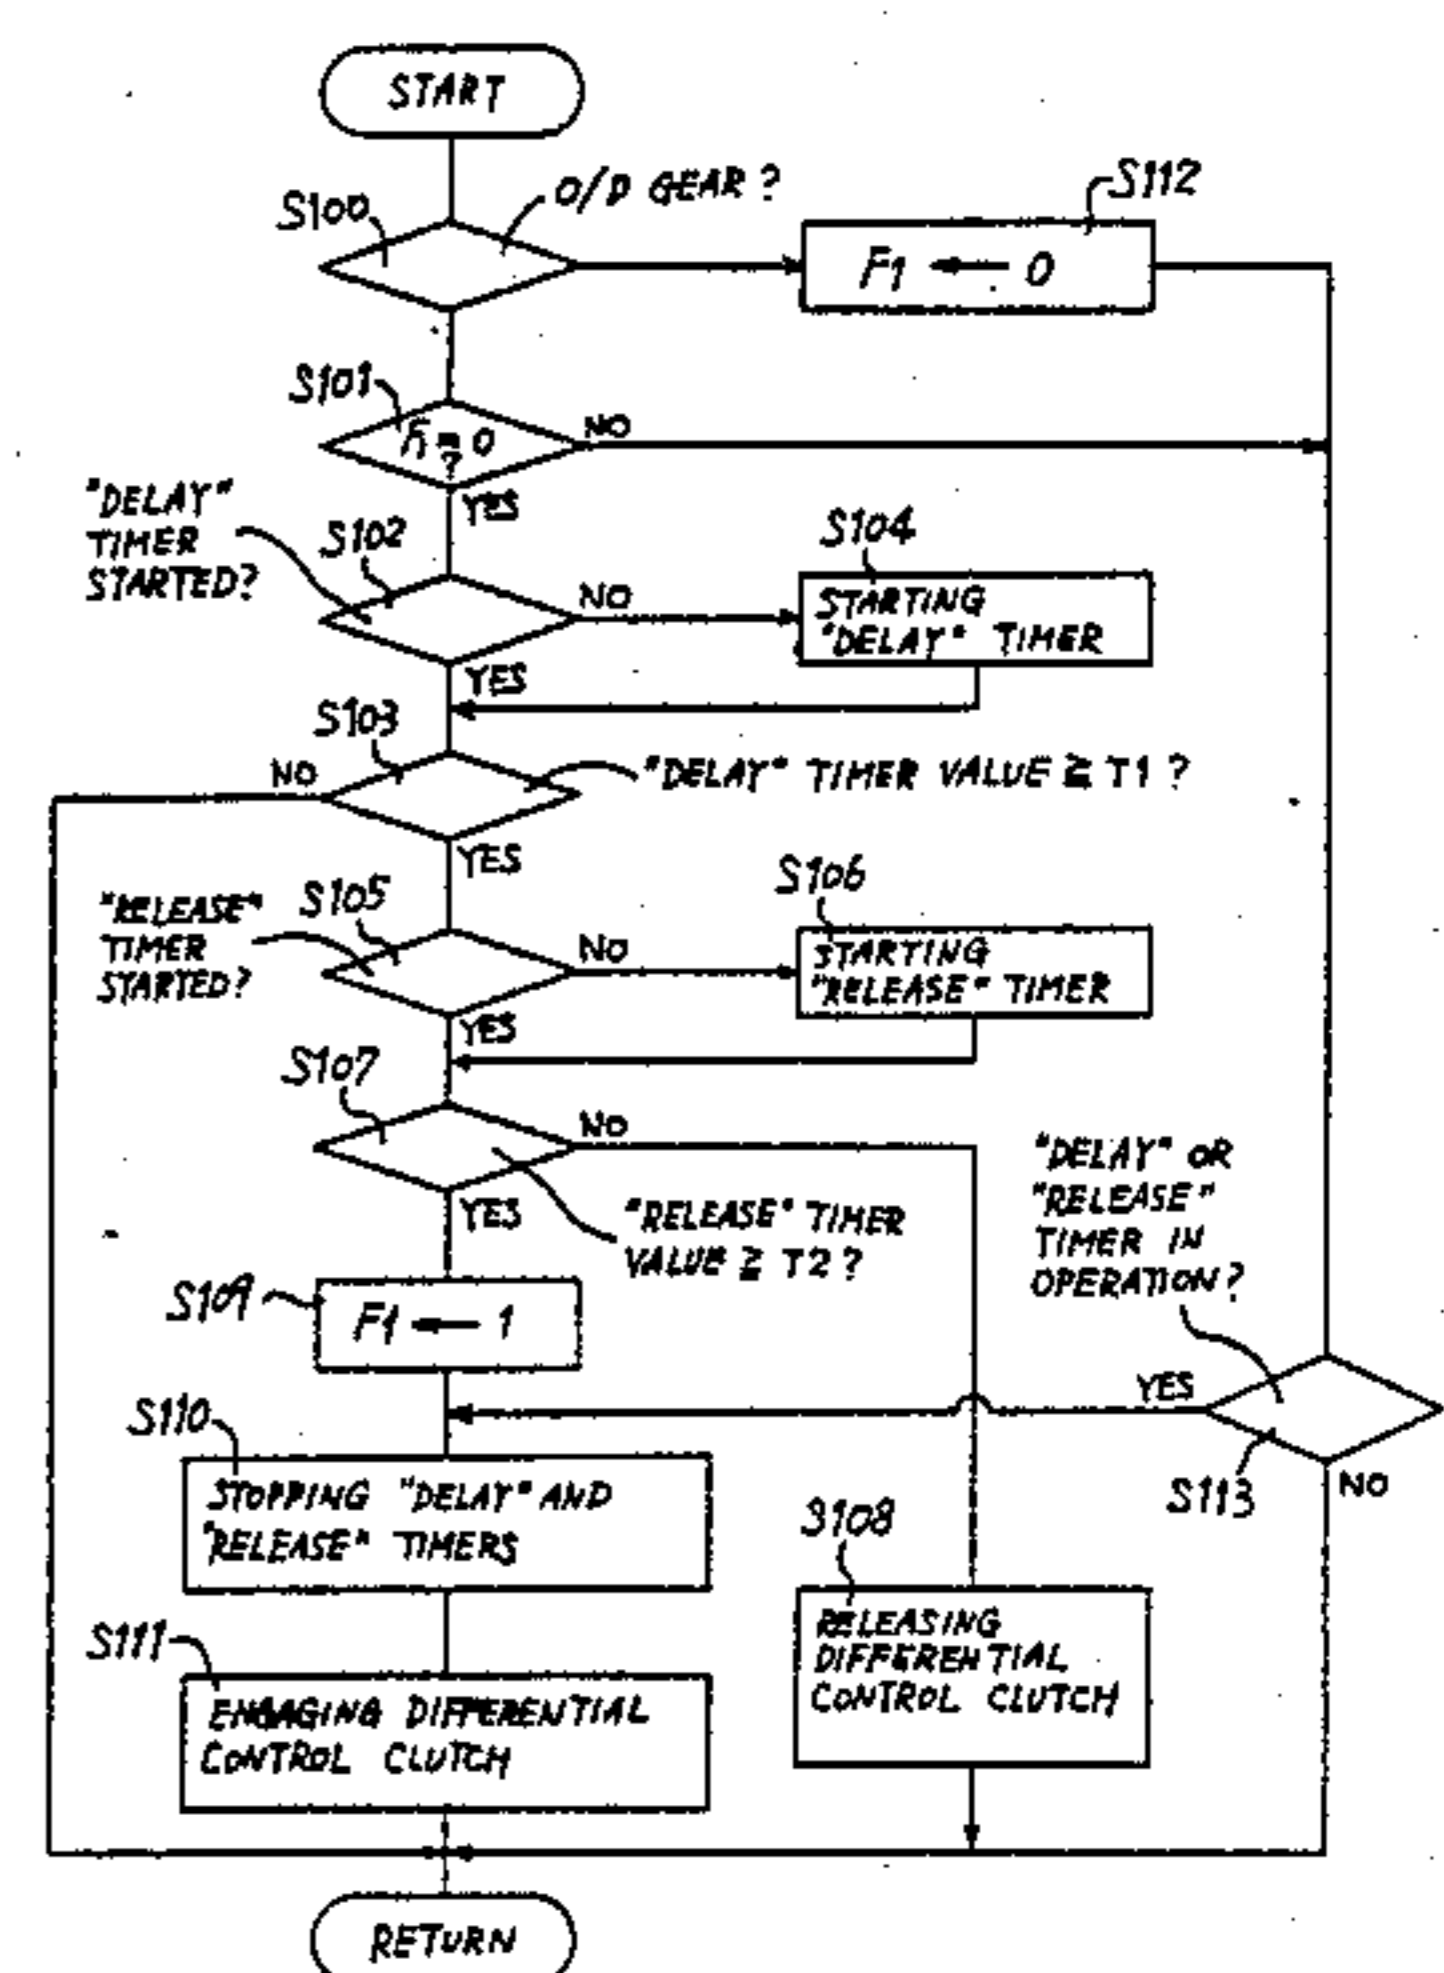 START
S100
O/D GEAR?
S112
F1 ← 0
S101
F1 = 0
?
NO
YES
"DELAY"
TIMER
STARTED?
S102
NO
S104
STARTING
"DELAY" TIMER
YES
S103
NO
"DELAY" TIMER VALUE ≧ T1?
YES
"RELEASE"
TIMER
STARTED?
S105
NO
S106
STARTING
"RELEASE" TIMER
YES
S107
NO
YES
"RELEASE" TIMER
VALUE ≧ T2?
"DELAY" OR
"RELEASE"
TIMER IN
OPERATION?
S109
F1 ← 1
YES
S113
NO
S110
STOPPING "DELAY" AND
"RELEASE" TIMERS
S108
RELEASING
DIFFERENTIAL
CONTROL CLUTCH
S111
ENGAGING DIFFERENTIAL
CONTROL CLUTCH
RETURN